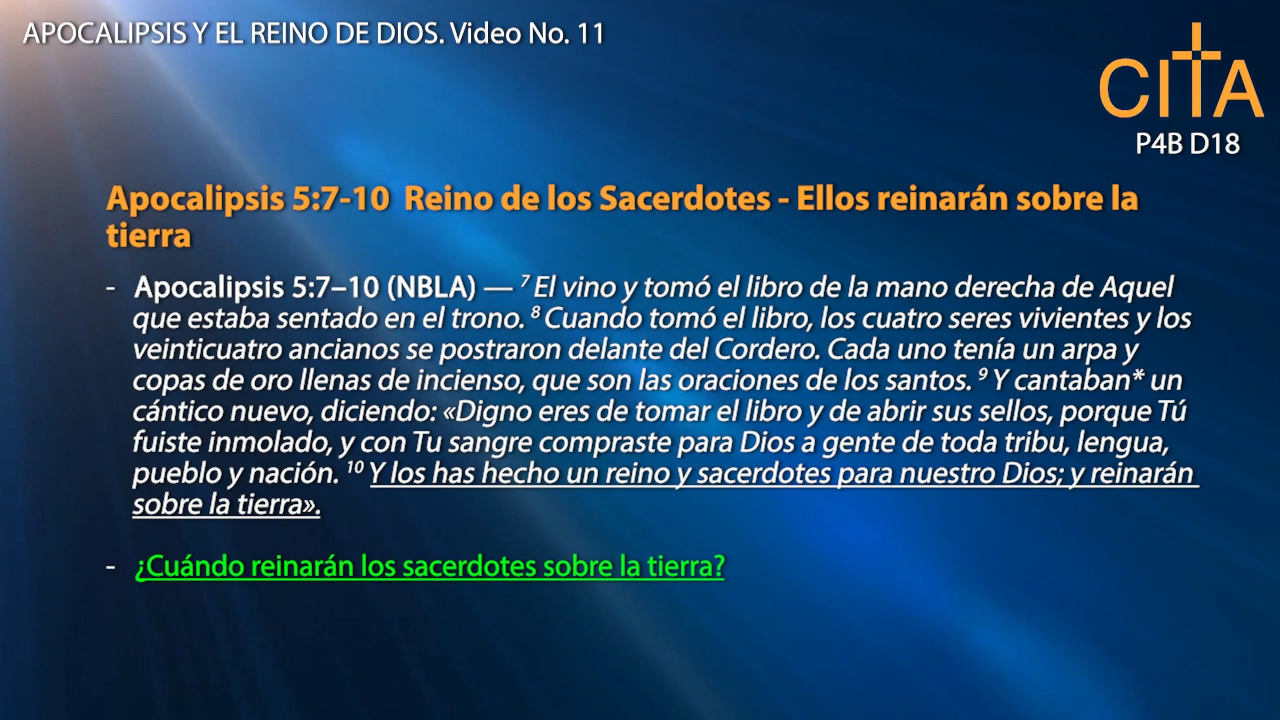 APOCALIPSIS Y EL REINO DE DIOS. Video No. 11
CITA
P4B D18
Apocalipsis 5:7-10  Reino de los Sacerdotes - Ellos reinarán sobre la
tierra
- Apocalipsis 5:7–10 (NBLA) — ⁷ El vino y tomó el libro de la mano derecha de Aquel
que estaba sentado en el trono. ⁸ Cuando tomó el libro, los cuatro seres vivientes y los
veinticuatro ancianos se postraron delante del Cordero. Cada uno tenía un arpa y
copas de oro llenas de incienso, que son las oraciones de los santos. ⁹ Y cantaban* un
cántico nuevo, diciendo: «Digno eres de tomar el libro y de abrir sus sellos, porque Tú
fuiste inmolado, y con Tu sangre compraste para Dios a gente de toda tribu, lengua,
pueblo y nación. ¹⁰ Y los has hecho un reino y sacerdotes para nuestro Dios; y reinarán
sobre la tierra».
- ¿Cuándo reinarán los sacerdotes sobre la tierra?